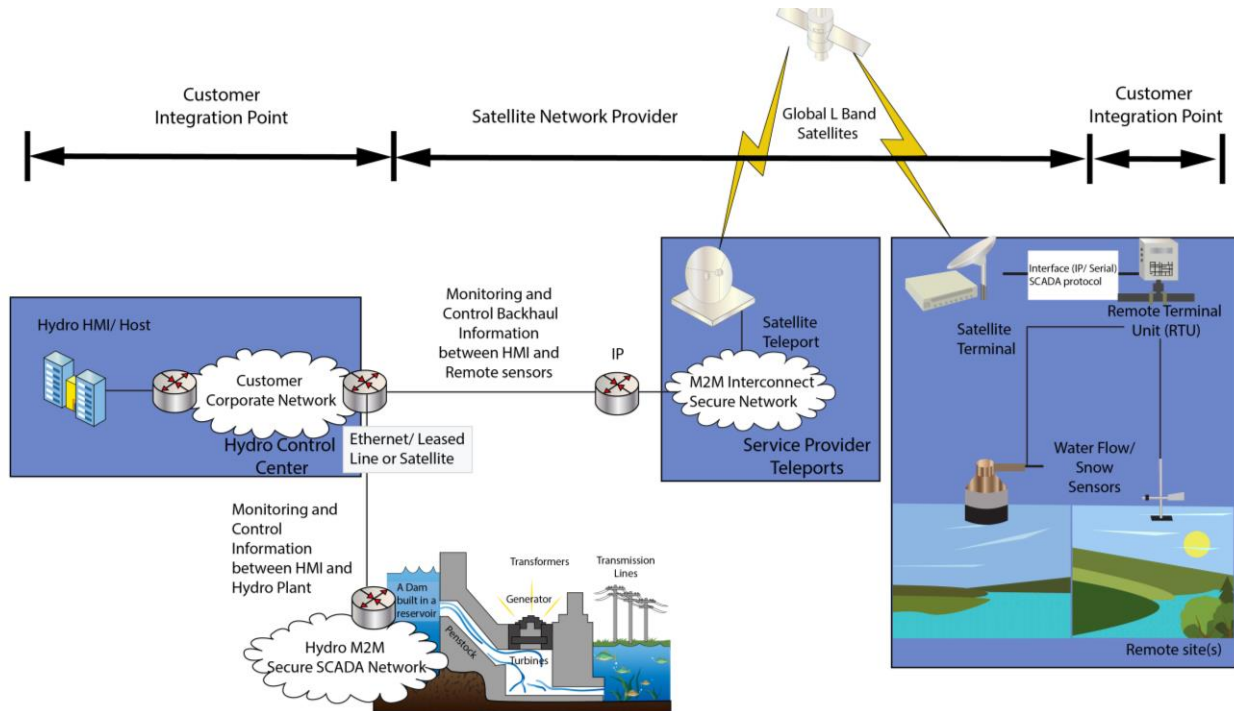 Customer
Integration Point
Satellite Network Provider
Global L Band
Satellites
Customer
Integration Point
Hydro HMI/ Host
Customer
Corporate Network
Hydro Control
Center
Ethernet/ Leased
Line or Satellite
Monitoring and
Control Backhaul
Information
between HMI and
Remote sensors
IP
Satellite
Teleport
M2M Interconnect
Secure Network
Service Provider
Teleports
Interface (IP/ Serial)
SCADA protocol
Satellite
Terminal
Remote Terminal
Unit (RTU)
Water Flow/
Snow
Sensors
Remote site(s)
Monitoring and
Control
Information
between HMI and
Hydro Plant
Hydro M2M
Secure SCADA Network
A Dam
built in a
reservoir
Penstock
Transformers
Generator
Turbines
Transmission
Lines